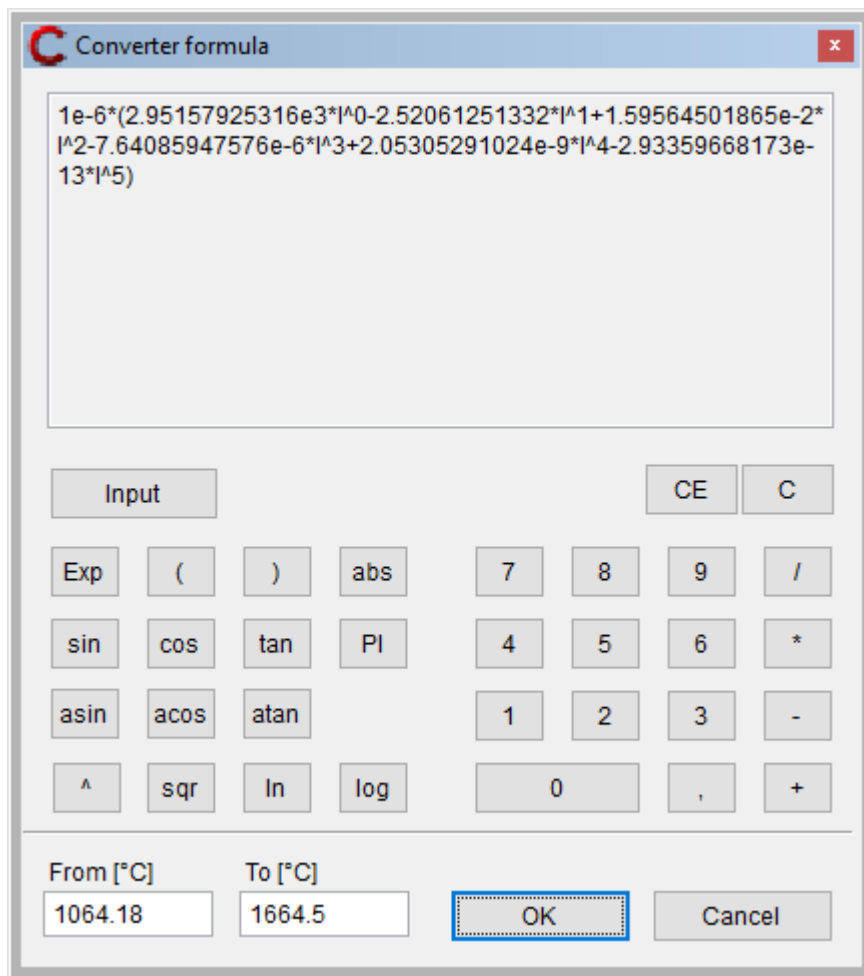 Converter formula
x
1e-6*(2.95157925316e3*I^0-2.52061251332*I^1+1.59564501865e-2*
I^2-7.64085947576e-6*I^3+2.05305291024e-9*I^4-2.93359668173e-
13*I^5)
Input CE C
Exp ( ) abs 7 8 9 /
sin cos tan PI 4 5 6 *
asin acos atan 1 2 3 -
^ sqr ln log 0 , +
From [°C] To [°C]
1064.18 1664.5 OK Cancel